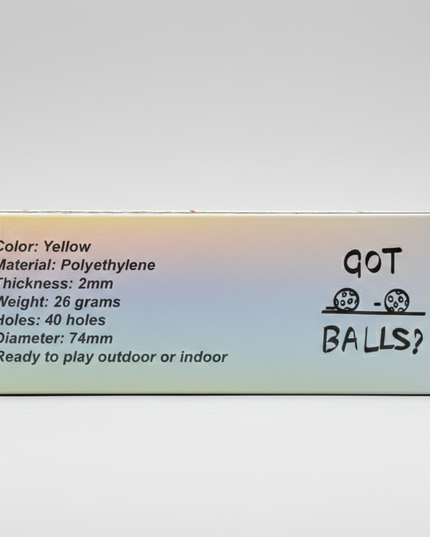 Color: Yellow
Material: Polyethylene
Thickness: 2mm
Weight: 26 grams
Holes: 40 holes
Diameter: 74mm
Ready to play outdoor or indoor
GOT
BALLS?